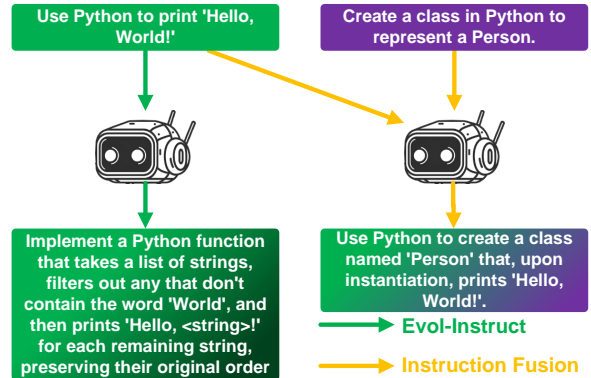 Use Python to print 'Hello,
World!'
Create a class in Python to
represent a Person.
Implement a Python function
that takes a list of strings,
filters out any that don't
contain the word 'World', and
then prints 'Hello, <string>!'
for each remaining string,
preserving their original order
Use Python to create a class
named 'Person' that, upon
instantiation, prints 'Hello,
World!'.
Evol-Instruct
Instruction Fusion